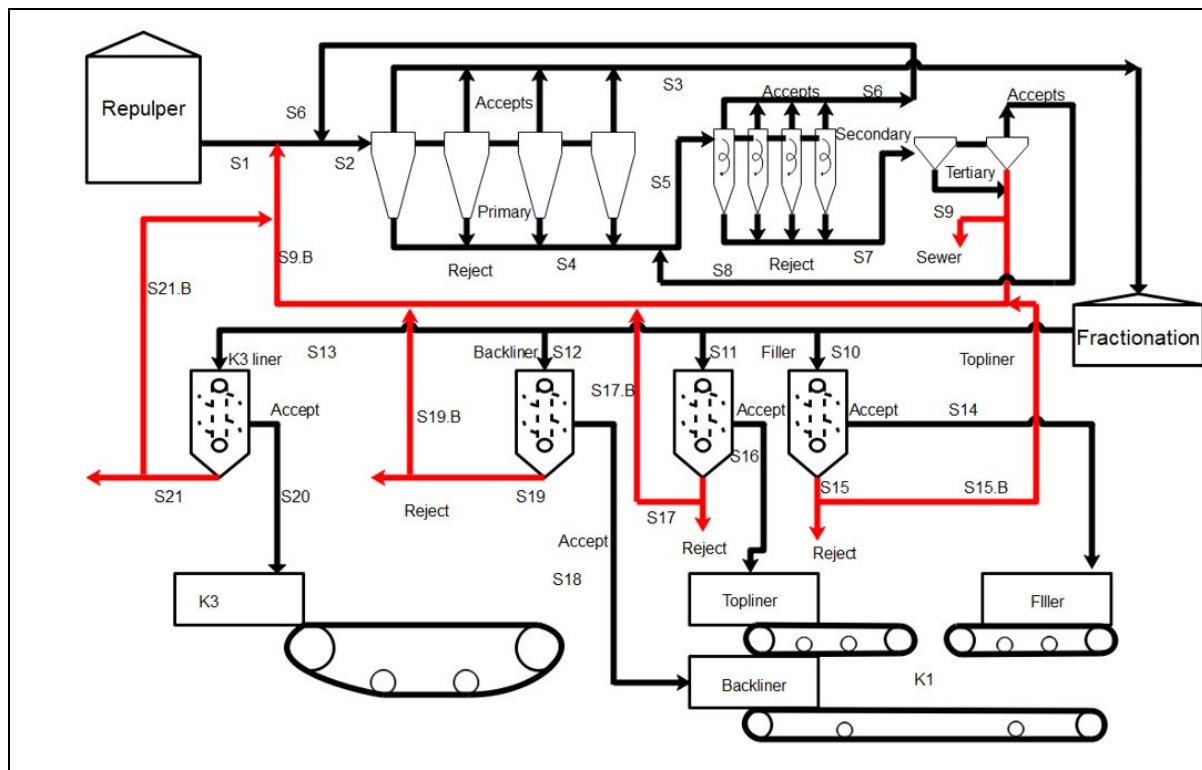 Repulper
S6
S1
S2
Accepts
S3
Primary
Reject
S4
S5
Accepts
S6
Secondary
Reject
S7
S8
Tertiary
Accepts
S9
Sewer
S9.B
S21.B
Fractionation
S13
K3 liner
Backliner
S12
S11
Filler
S10
Topliner
Accept
S19.B
S17.B
Accept
S16
Accept
S14
S21
S20
Reject
S19
S17
S15
S15.B
Accept
S18
Reject
Reject
K3
Topliner
FIller
Backliner
K1